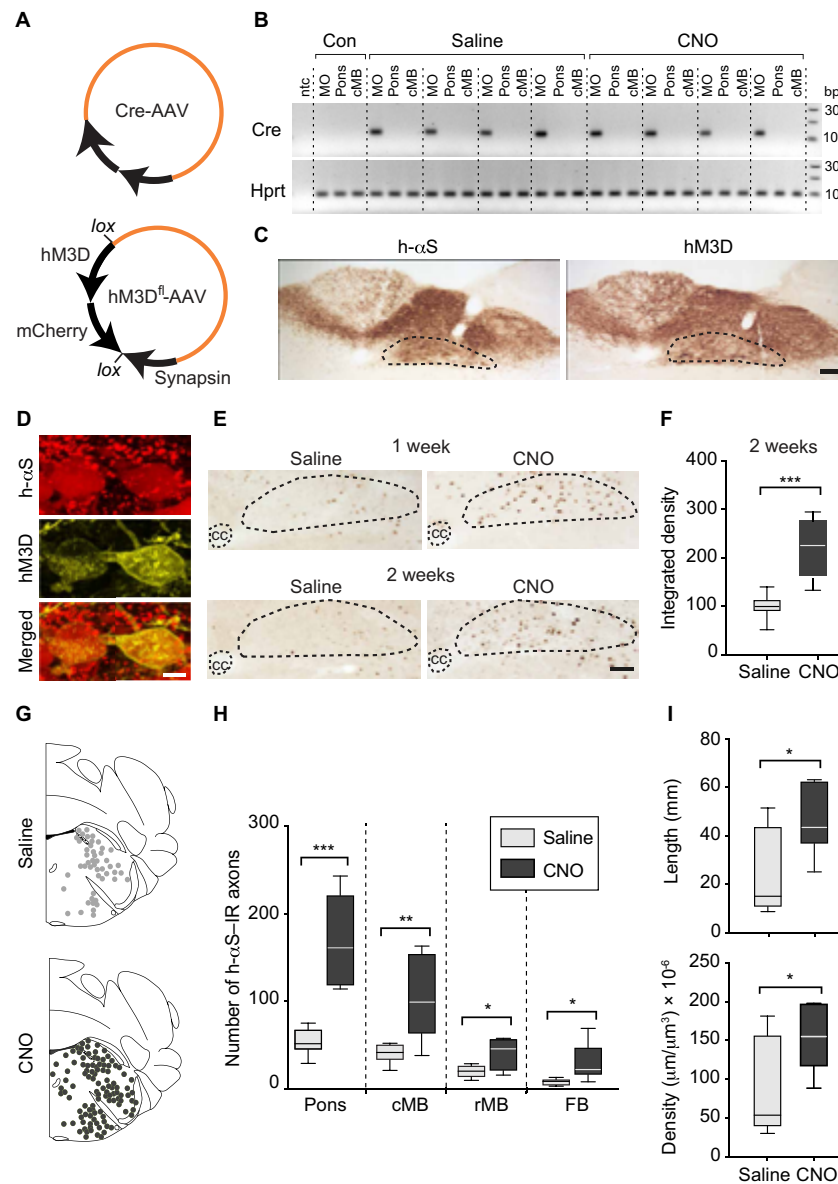 A
Cre-AAV
lox
hM3D
hM3Dfl-AAV
mCherry
lox
Synapsin
B
Con Saline CNO
ntc MO Pons cMB MO Pons cMB MO Pons cMB MO Pons cMB MO Pons cMB MO Pons cMB MO Pons cMB MO Pons cMB MO Pons cMB
bp
Cre
30
10
Hprt
30
10
C
h-αS hM3D
D
h-αS
hM3D
Merged
E
1 week
Saline CNO
cc cc
2 weeks
Saline CNO
cc cc
F
2 weeks
Integrated density
400
300
200
100
0
***
Saline CNO
G
Saline
CNO
H
Number of h-αS–IR axons
300
200
100
0
***
**
*
*
Saline
CNO
Pons cMB rMB FB
I
Length (mm)
80
60
40
20
0
*
Density (μm/μm³) × 10⁻⁶
200
150
100
50
0
*
Saline CNO